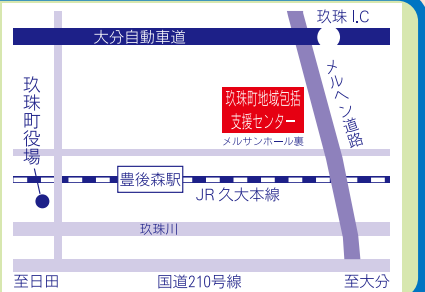 玖珠 I.C
大分自動車道
メルヘン道路
玖珠町役場
玖珠町地域包括
支援センター
メルサンホール裏
豊後森駅
JR 久大本線
玖珠川
至日田
国道210号線
至大分